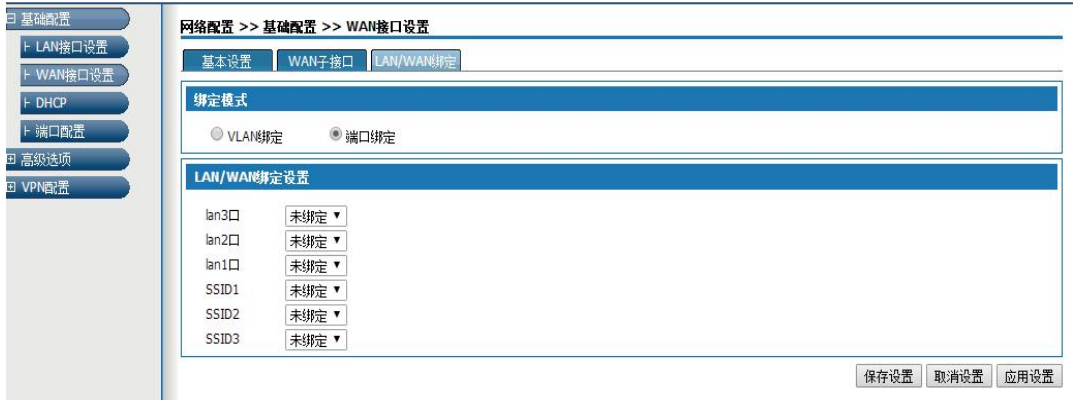 基础配置
LAN接口设置
WAN接口设置
DHCP
端口配置
高级选项
VPN配置
网络配置 >> 基础配置 >> WAN接口设置
基本设置 WAN子接口 LAN/WAN绑定
绑定模式
VLAN绑定 端口绑定
LAN/WAN绑定设置
lan3口 未绑定
lan2口 未绑定
lan1口 未绑定
SSID1 未绑定
SSID2 未绑定
SSID3 未绑定
保存设置 取消设置 应用设置